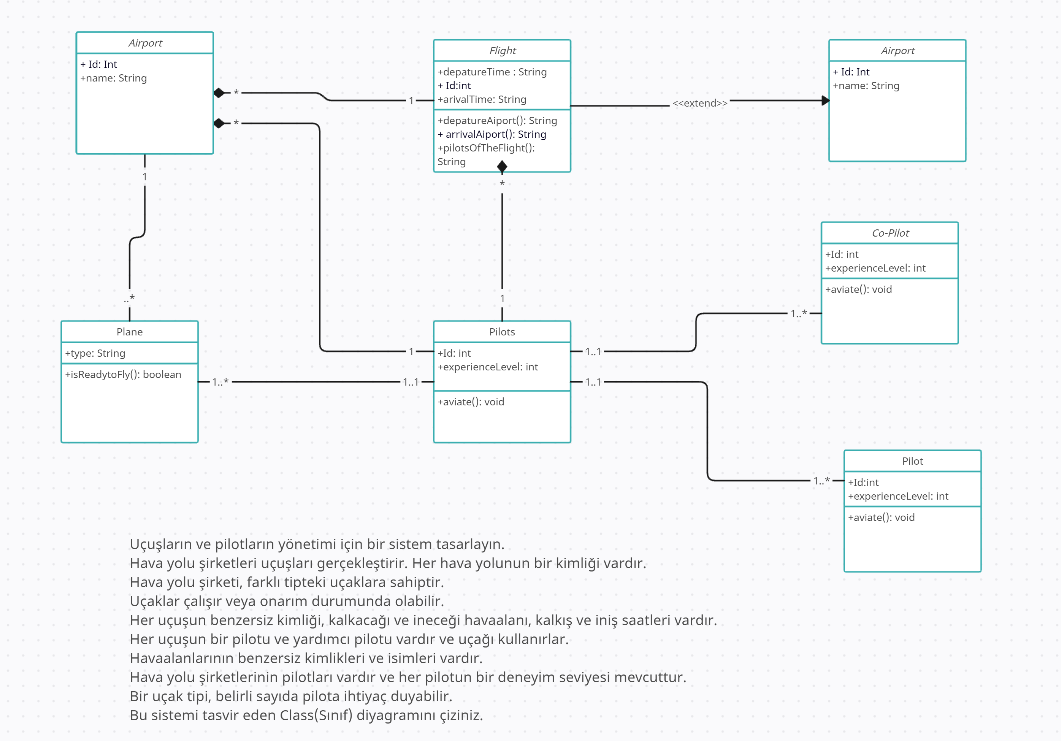 Airport
+ Id: Int
+name: String
Flight
+depatureTime : String
+ Id:int
+arivalTime: String
+depatureAiport(): String
+ arrivalAiport(): String
+pilotsOfTheFlight():
String
Airport
+ Id: Int
+name: String
*
1
<<extend>>
*
1
*
Co-Pilot
+Id: int
+experienceLevel: int
+aviate(): void
..*
1
1..*
Plane
+type: String
+isReadytoFly(): boolean
Pilots
+Id: int
+experienceLevel: int
+aviate(): void
1
1..1
1..*
1..1
1..1
Pilot
+Id:int
+experienceLevel: int
+aviate(): void
1..*
Uçuşların ve pilotların yönetimi için bir sistem tasarlayın.
Hava yolu şirketleri uçuşları gerçekleştirir. Her hava yolunun bir kimliği vardır.
Hava yolu şirketi, farklı tipteki uçaklara sahiptir.
Uçaklar çalışır veya onarım durumunda olabilir.
Her uçuşun benzersiz kimliği, kalkacağı ve ineceği havaalanı, kalkış ve iniş saatleri vardır.
Her uçuşun bir pilotu ve yardımcı pilotu vardır ve uçağı kullanırlar.
Havaalanlarının benzersiz kimlikleri ve isimleri vardır.
Hava yolu şirketlerinin pilotları vardır ve her pilotun bir deneyim seviyesi mevcuttur.
Bir uçak tipi, belirli sayıda pilota ihtiyaç duyabilir.
Bu sistemi tasvir eden Class(Sınıf) diyagramını çiziniz.